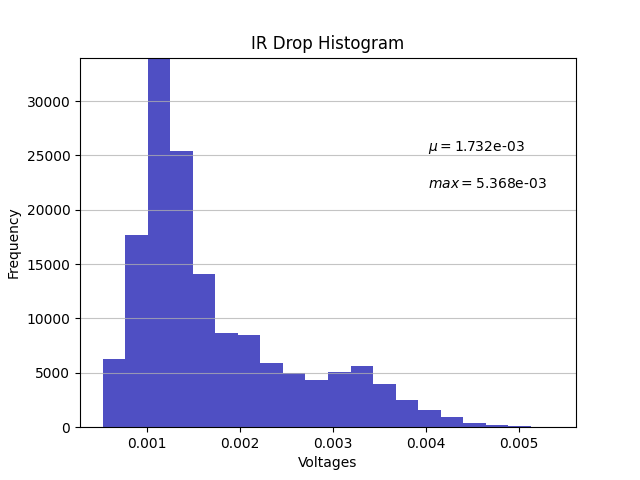 IR Drop Histogram
30000
25000
20000
15000
10000
5000
0
Frequency
μ = 1.732e-03
max = 5.368e-03
0.001 0.002 0.003 0.004 0.005
Voltages